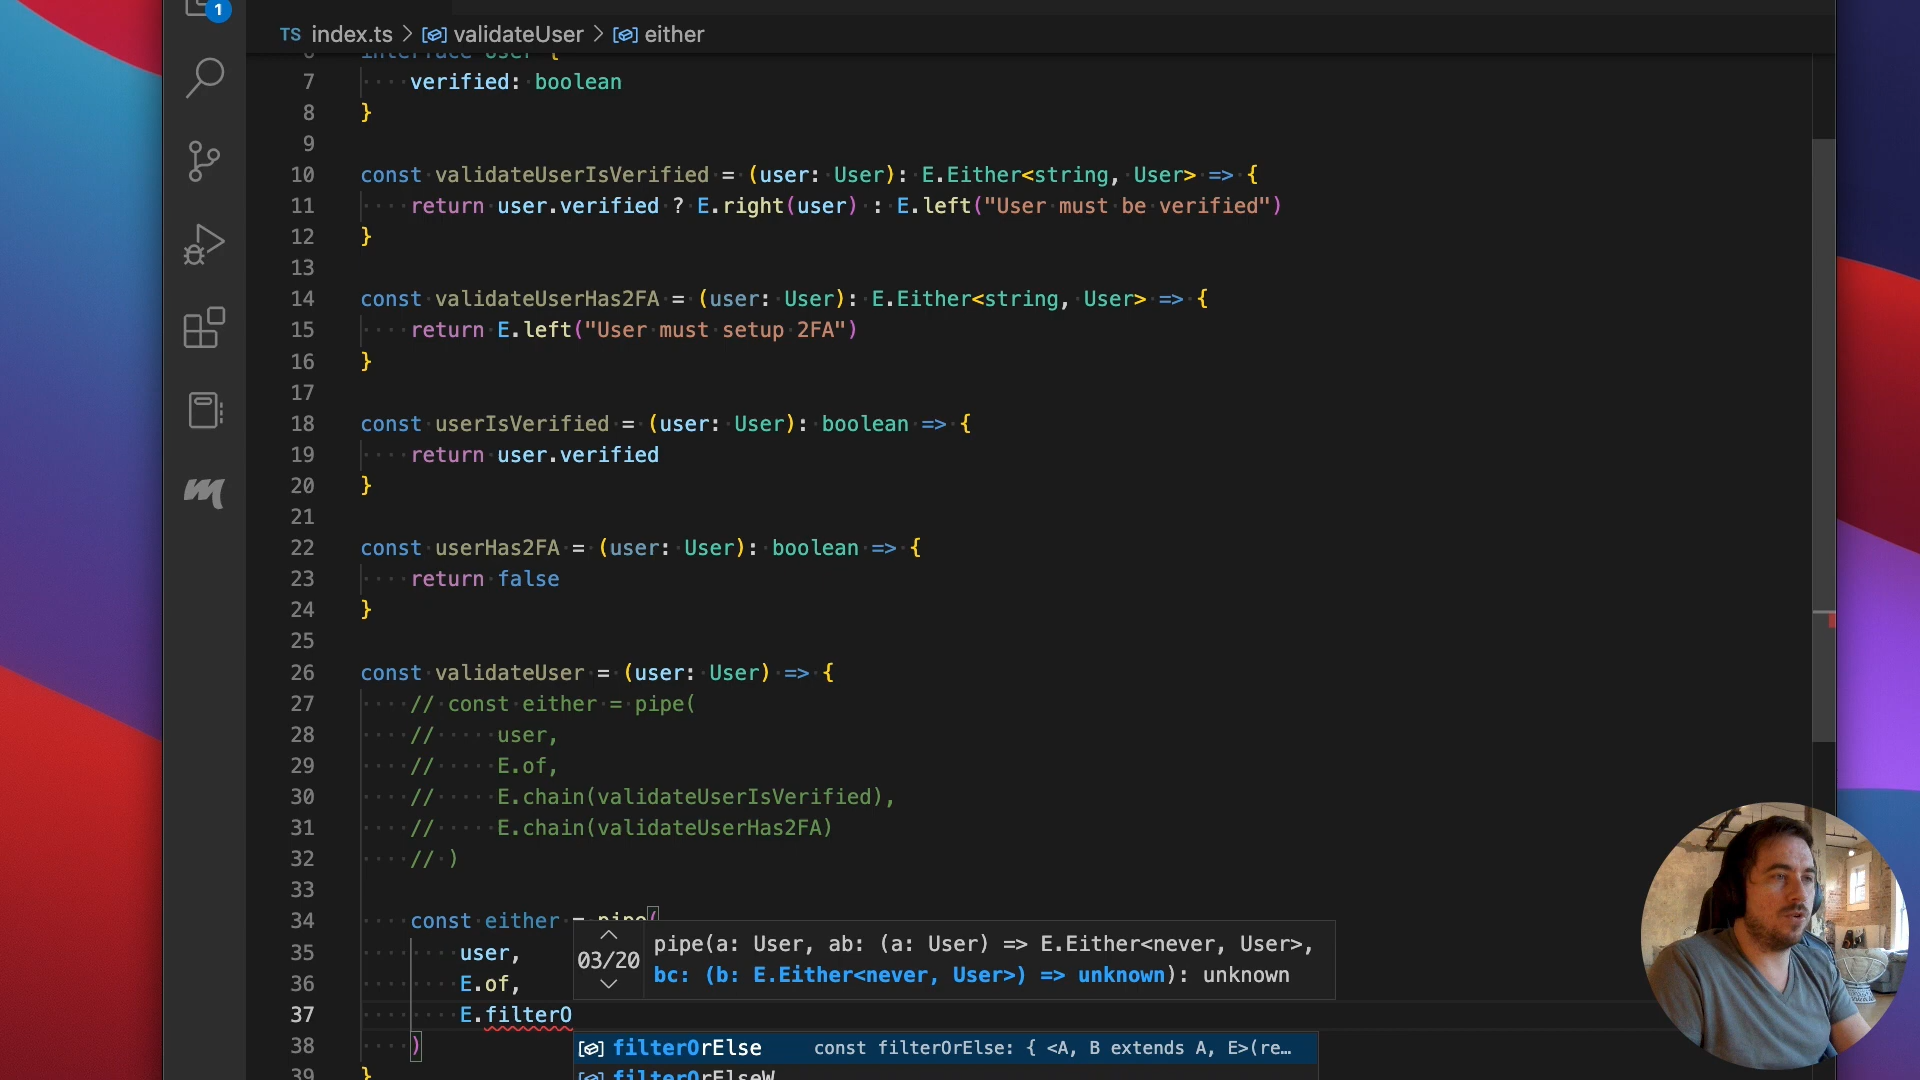 1
TS index.ts > validateUser > either
6 interface User {
7 verified: boolean
8 }
9
10 const validateUserIsVerified = (user: User): E.Either<string, User> => {
11 return user.verified ? E.right(user) : E.left("User must be verified")
12 }
13
14 const validateUserHas2FA = (user: User): E.Either<string, User> => {
15 return E.left("User must setup 2FA")
16 }
17
18 const userIsVerified = (user: User): boolean => {
19 return user.verified
20 }
21
22 const userHas2FA = (user: User): boolean => {
23 return false
24 }
25
26 const validateUser = (user: User) => {
27 // const either = pipe(
28 // user,
29 // E.of,
30 // E.chain(validateUserIsVerified),
31 // E.chain(validateUserHas2FA)
32 // )
33
34 const either = pipe(
03/20 pipe(a: User, ab: (a: User) => E.Either<never, User>,
bc: (b: E.Either<never, User>) => unknown): unknown
35 user,
36 E.of,
37 E.filterO
38 )
filterOrElse const filterOrElse: { <A, B extends A, E>(re…
39 }
filterOrElseW